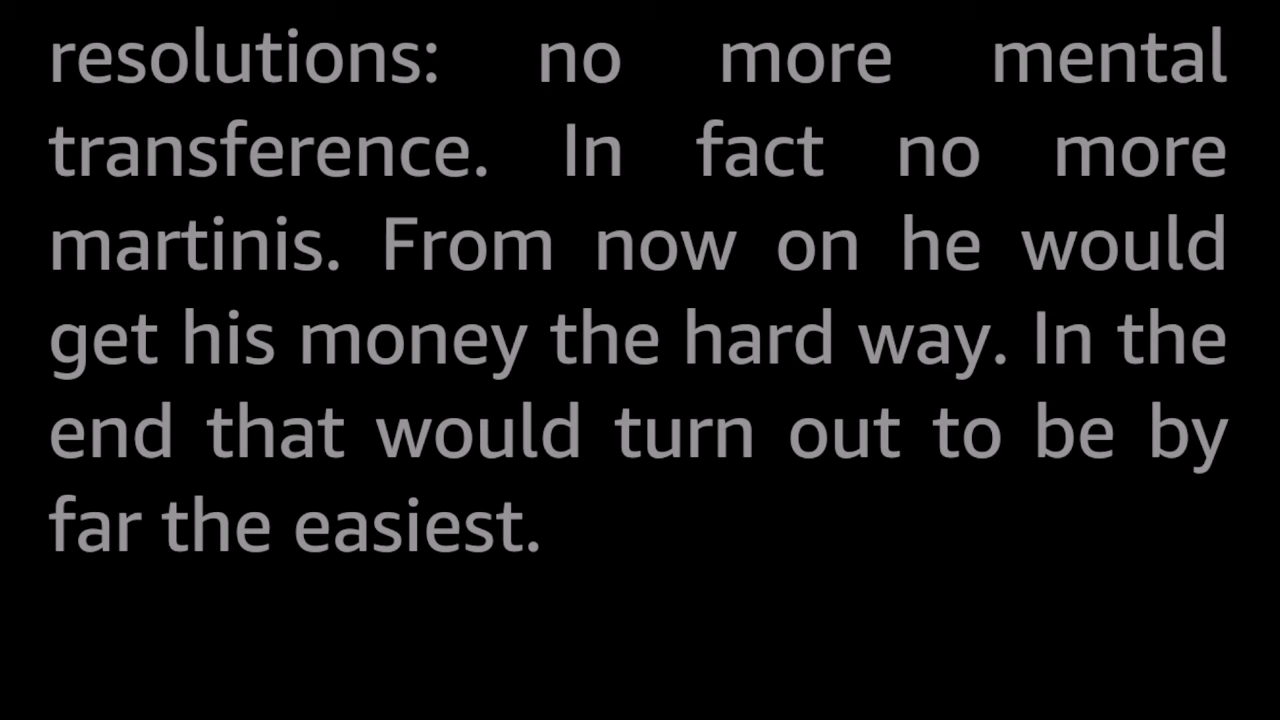 resolutions: no more mental
transference. In fact no more
martinis. From now on he would
get his money the hard way. In the
end that would turn out to be by
far the easiest.